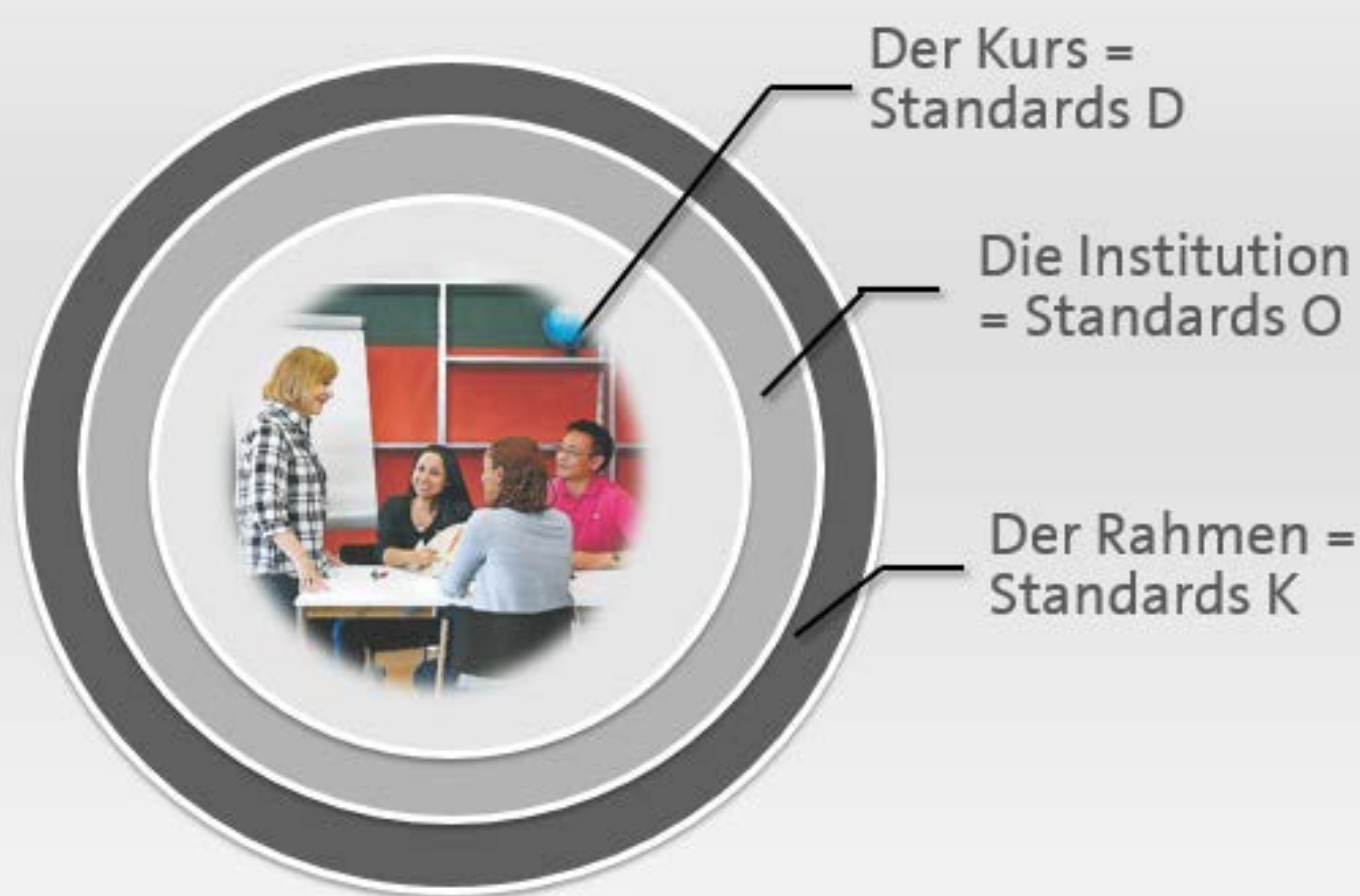 Der Kurs =
Standards D
Die Institution
= Standards O
Der Rahmen =
Standards K